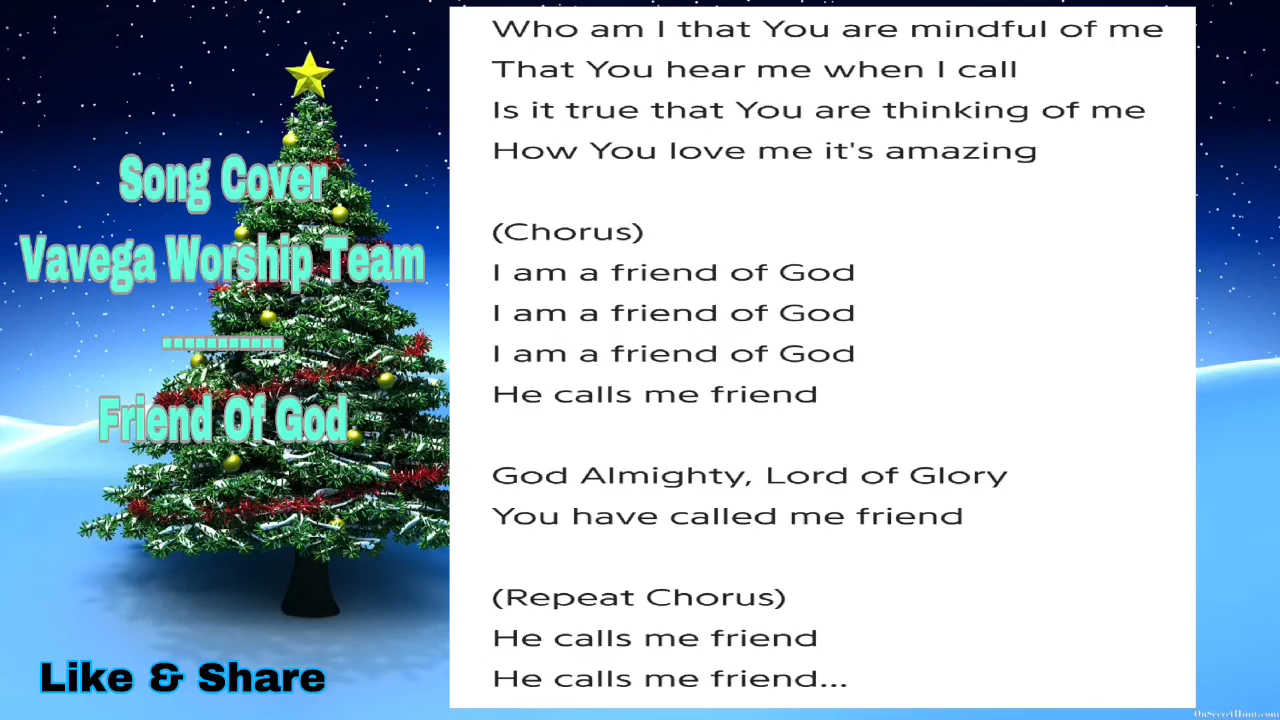 Song Cover
Vavega Worship Team
Friend Of God
Like & Share
Who am I that You are mindful of me
That You hear me when I call
Is it true that You are thinking of me
How You love me it's amazing
(Chorus)
I am a friend of God
I am a friend of God
I am a friend of God
He calls me friend
God Almighty, Lord of Glory
You have called me friend
(Repeat Chorus)
He calls me friend
He calls me friend...